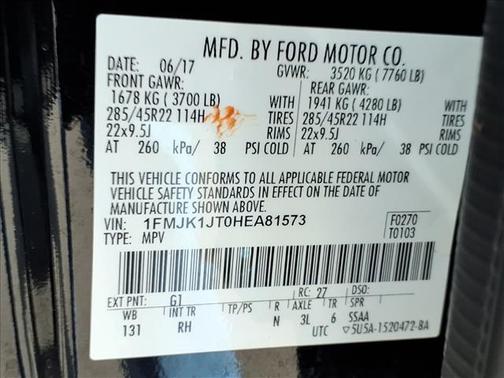 MFD. BY FORD MOTOR CO.
DATE: 06/17 GVWR: 3520 KG ( 7760 LB)
FRONT GAWR: REAR GAWR:
1678 KG ( 3700 LB) WITH 1941 KG ( 4280 LB) WITH
285/45R22 114H TIRES 285/45R22 114H TIRES
22x9.5J RIMS 22x9.5J RIMS
AT 260 kPa/ 38 PSI COLD AT 260 kPa/ 38 PSI COLD
THIS VEHICLE CONFORMS TO ALL APPLICABLE FEDERAL MOTOR
VEHICLE SAFETY STANDARDS IN EFFECT ON THE DATE OF
MANUFACTURE SHOWN ABOVE.
VIN: 1FMJK1JT0HEA81573 F0270
TYPE: MPV T0103
EXT PNT: G1 RC: 27 DSO:
WB INT TR TP/PS R AXLE TR SPR
131 RH N 3L 6 SSAA
UTC ▽5U5A-1520472-BA